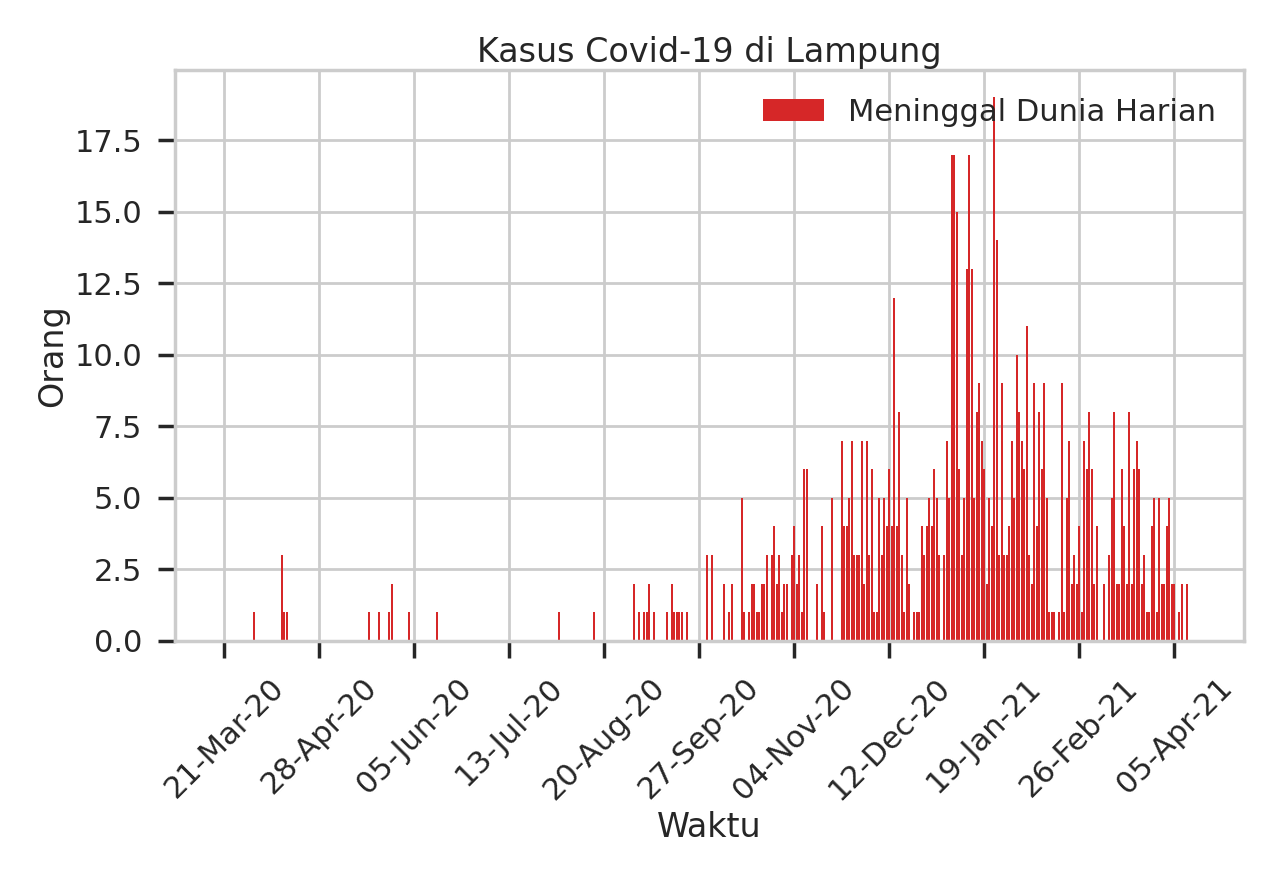 Kasus Covid-19 di Lampung
Meninggal Dunia Harian
17.5
15.0
12.5
10.0
7.5
5.0
2.5
0.0
Orang
21-Mar-20
28-Apr-20
05-Jun-20
13-Jul-20
20-Aug-20
27-Sep-20
04-Nov-20
12-Dec-20
19-Jan-21
26-Feb-21
05-Apr-21
Waktu